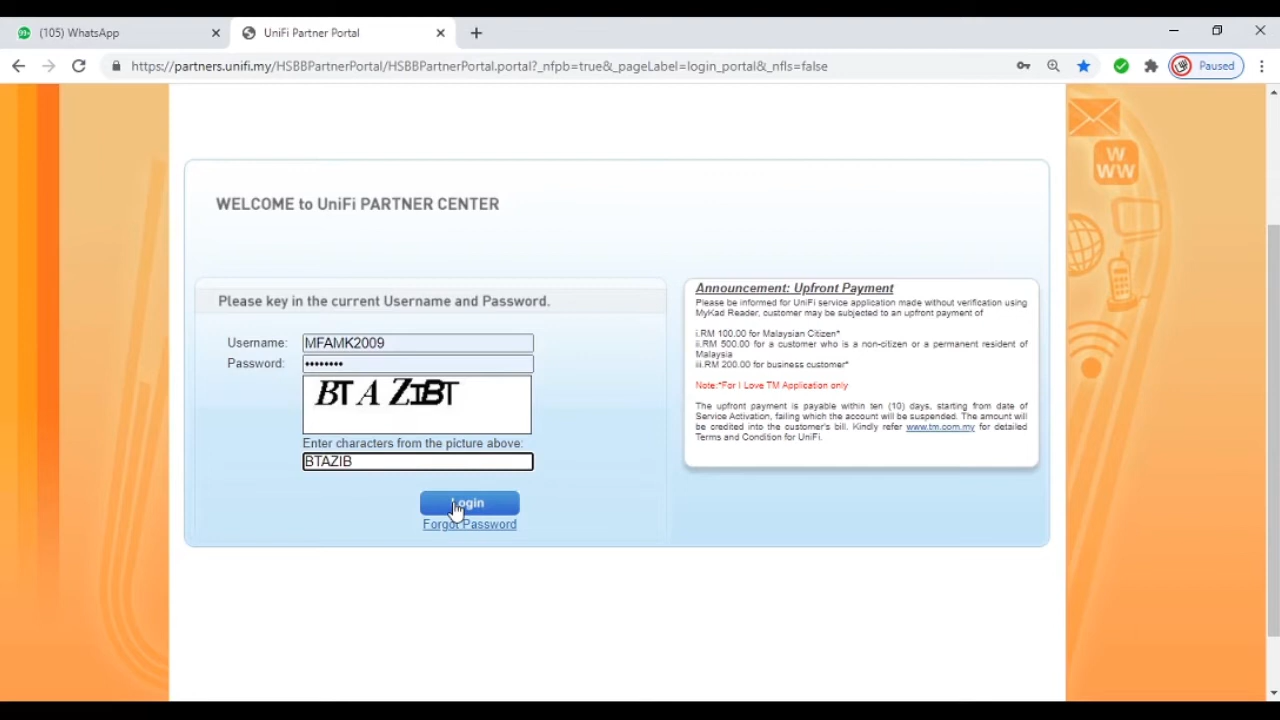 (105) WhatsApp
UniFi Partner Portal
https://partners.unifi.my/HSBBPartnerPortal/HSBBPartnerPortal.portal?_nfpb=true&_pageLabel=login_portal&_nfls=false
Paused
W
WW
WELCOME to UniFi PARTNER CENTER
Please key in the current Username and Password.
Username: MFAMK2009
Password: ••••••••
BT A ZIBT
Enter characters from the picture above:
BTAZIB
Login
Forgot Password
Announcement: Upfront Payment
Please be informed for UniFi service application made without verification using
MyKad Reader, customer may be subjected to an upfront payment of
i.RM 100.00 for Malaysian Citizen*
ii.RM 500.00 for a customer who is a non-citizen or a permanent resident of
Malaysia
iii.RM 200.00 for business customer*
Note:*For I Love TM Application only
The upfront payment is payable within ten (10) days, starting from date of
Service Activation, failing which the account will be suspended. The amount will
be credited into the customer's bill. Kindly refer www.tm.com.my for detailed
Terms and Condition for UniFi.